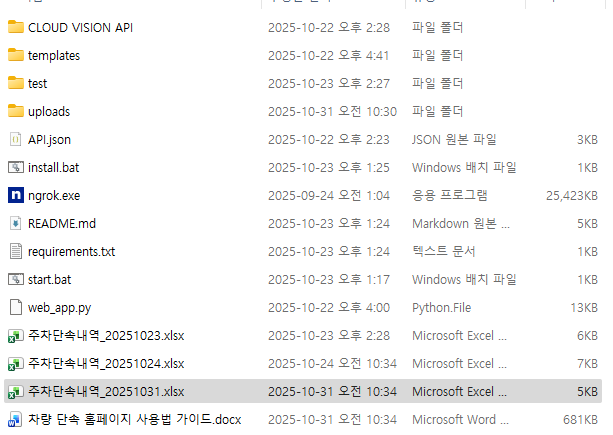 CLOUD VISION API 2025-10-22 오후 2:28 파일 폴더
templates 2025-10-22 오후 4:41 파일 폴더
test 2025-10-23 오후 2:27 파일 폴더
uploads 2025-10-31 오전 10:30 파일 폴더
API.json 2025-10-22 오후 2:23 JSON 원본 파일 3KB
install.bat 2025-10-23 오후 1:25 Windows 배치 파일 1KB
ngrok.exe 2025-09-24 오전 1:04 응용 프로그램 25,423KB
README.md 2025-10-23 오후 1:24 Markdown 원본 ... 5KB
requirements.txt 2025-10-23 오후 1:24 텍스트 문서 1KB
start.bat 2025-10-23 오후 1:17 Windows 배치 파일 1KB
web_app.py 2025-10-22 오후 4:00 Python.File 13KB
주차단속내역_20251023.xlsx 2025-10-23 오후 2:28 Microsoft Excel ... 6KB
주차단속내역_20251024.xlsx 2025-10-24 오전 10:34 Microsoft Excel ... 7KB
주차단속내역_20251031.xlsx 2025-10-31 오전 10:34 Microsoft Excel ... 5KB
차량 단속 홈페이지 사용법 가이드.docx 2025-10-31 오전 10:34 Microsoft Word ... 681KB